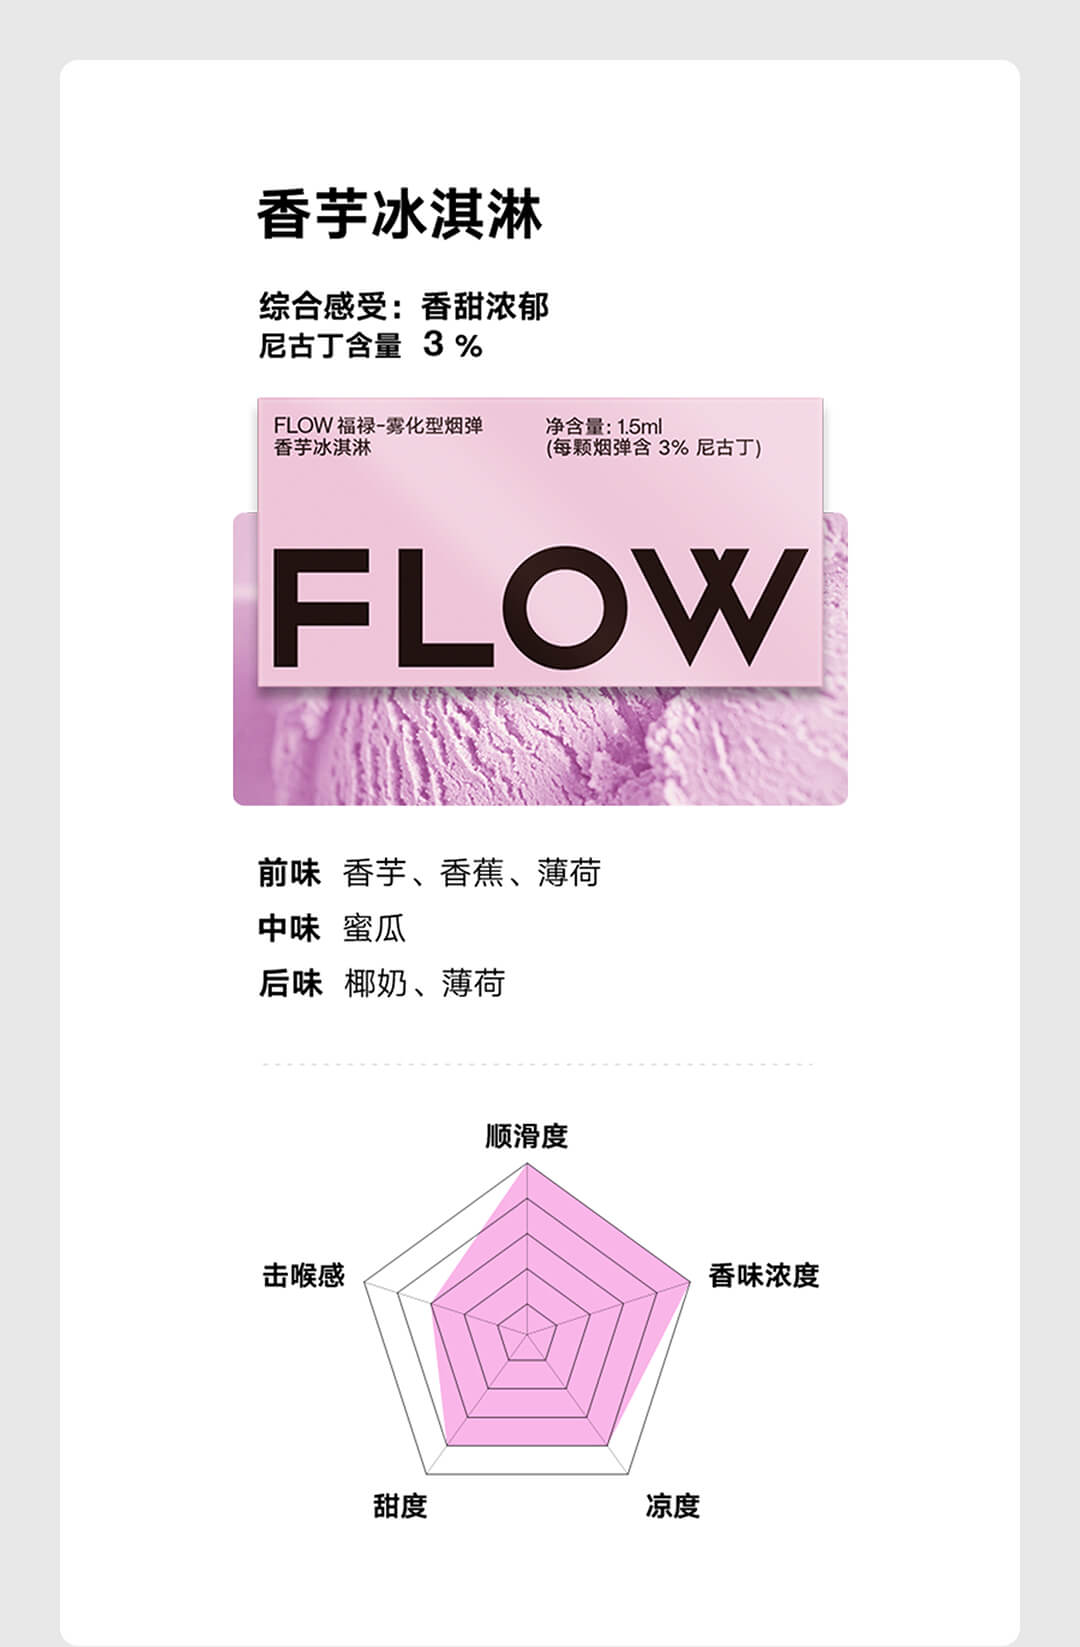 香芋冰淇淋
综合感受：香甜浓郁
尼古丁含量 3 %
FLOW 福禄-雾化型烟弹
香芋冰淇淋
净含量: 1.5ml
(每颗烟弹含 3% 尼古丁)
FLOW
前味 香芋、香蕉、薄荷
中味 蜜瓜
后味 椰奶、薄荷
顺滑度
击喉感
香味浓度
甜度
凉度